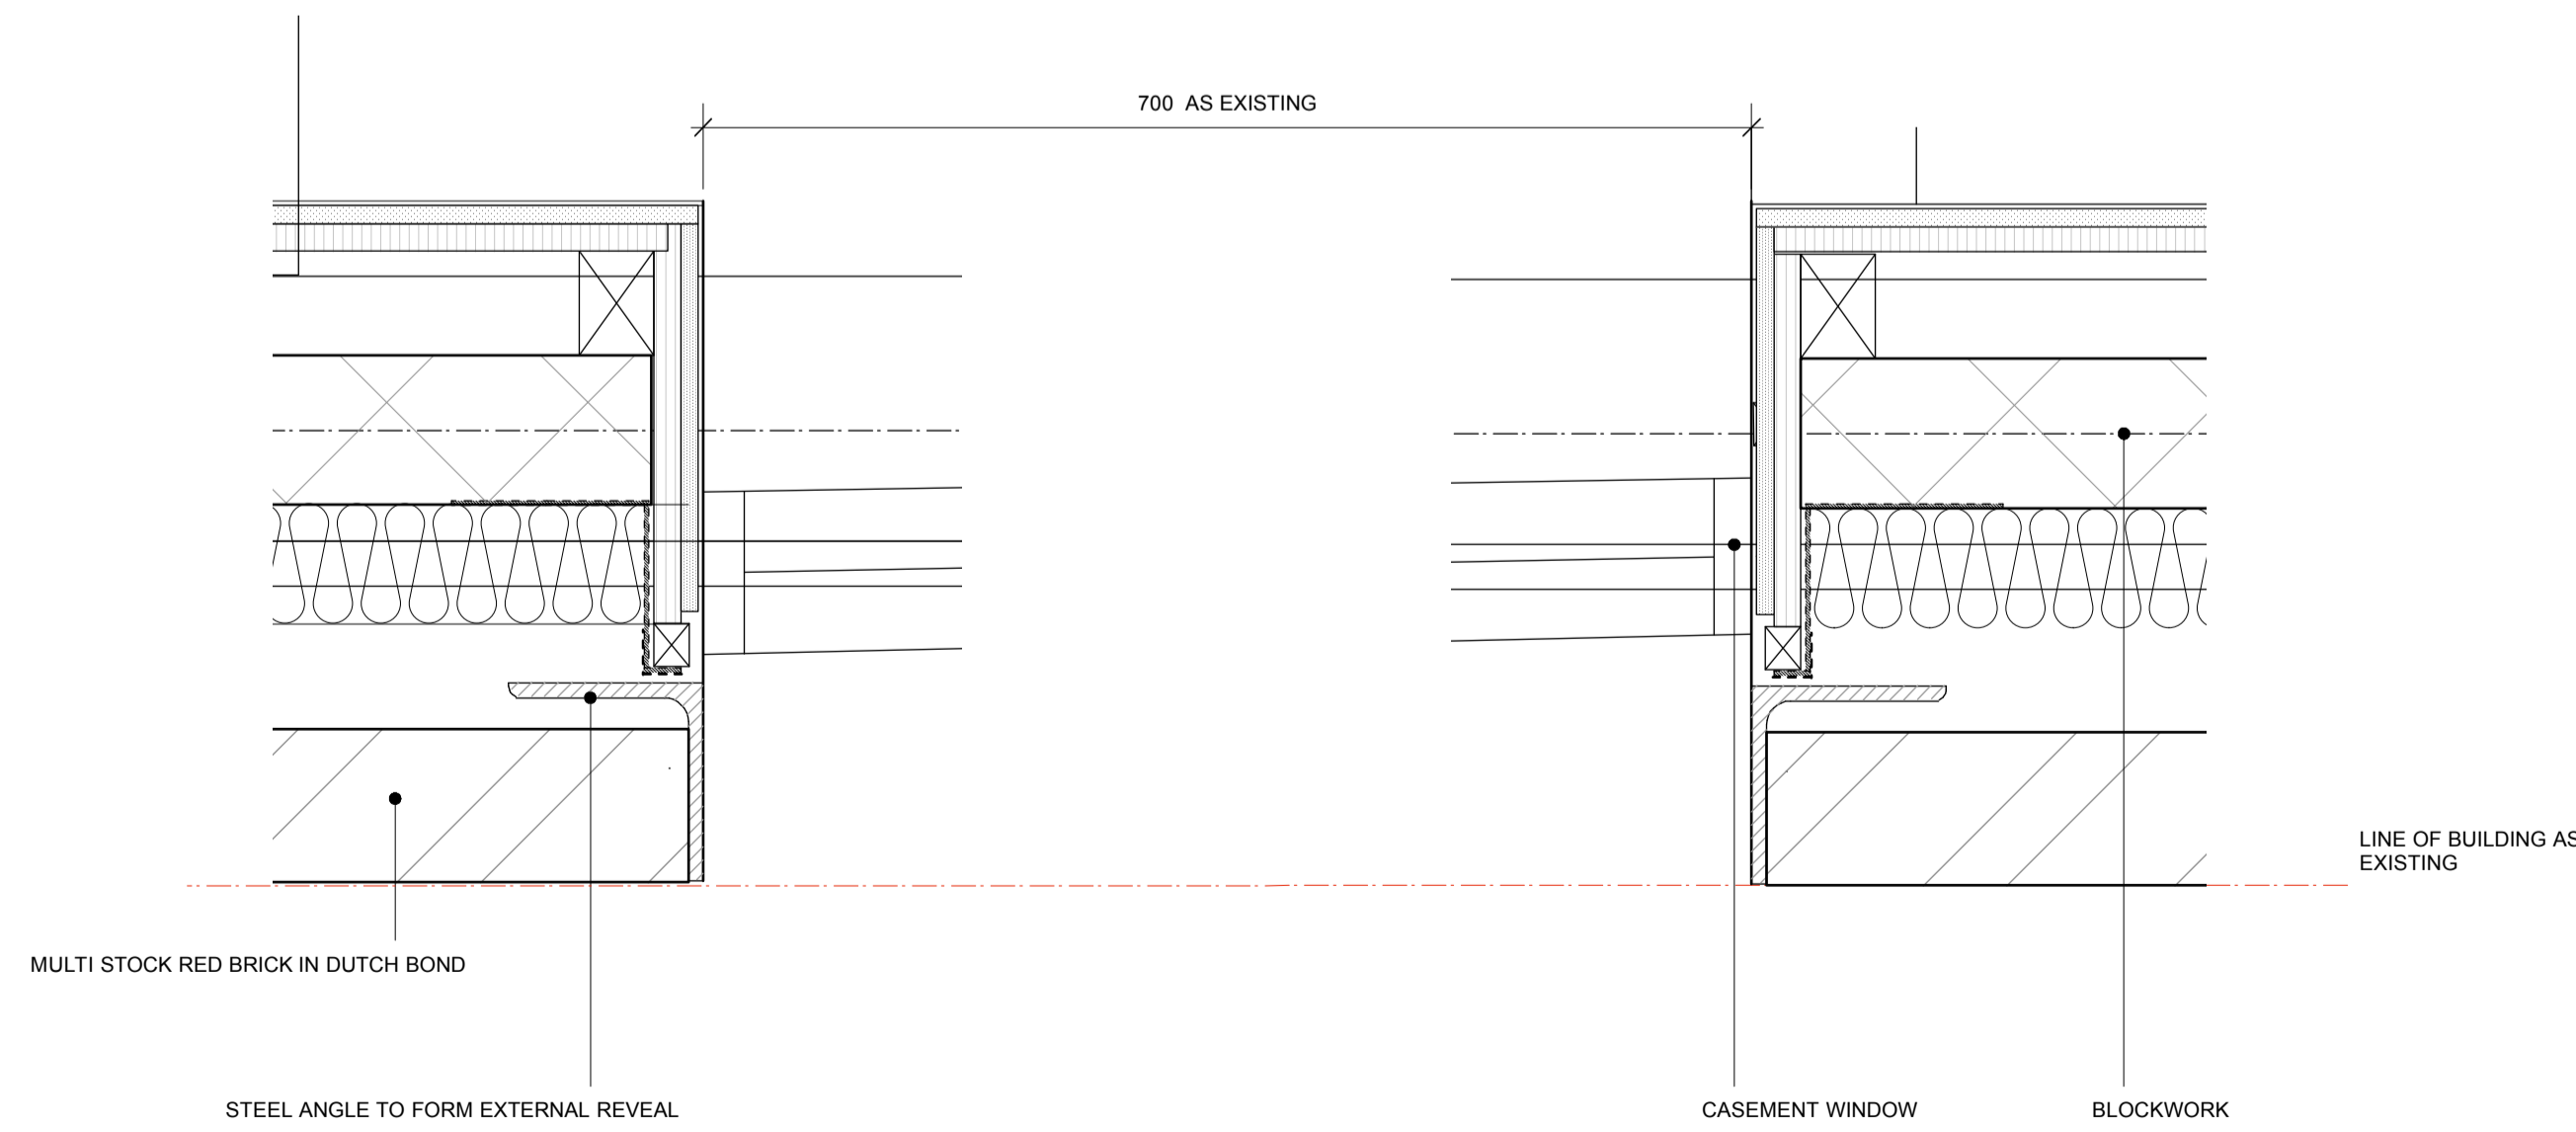 700 AS EXISTING
LINE OF BUILDING AS
EXISTING
MULTI STOCK RED BRICK IN DUTCH BOND
STEEL ANGLE TO FORM EXTERNAL REVEAL
CASEMENT WINDOW
BLOCKWORK